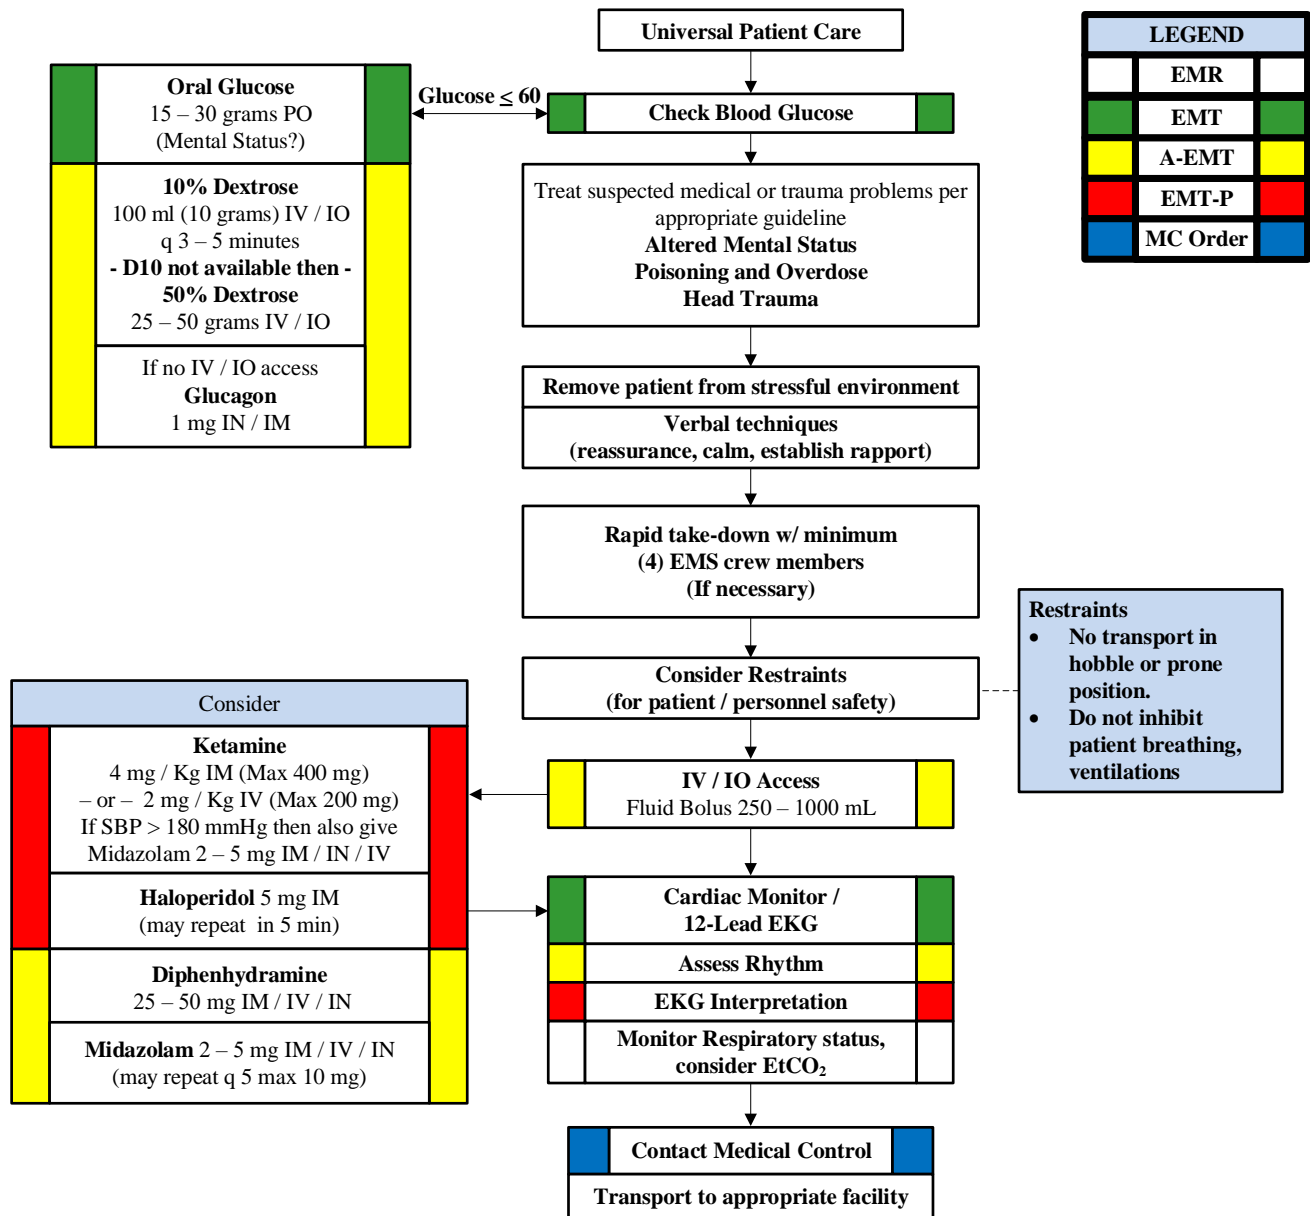 Universal Patient Care
LEGEND
EMR
EMT
A-EMT
EMT-P
MC Order
Oral Glucose
15 – 30 grams PO
(Mental Status?)
Glucose ≤ 60
Check Blood Glucose
10% Dextrose
100 ml (10 grams) IV / IO
q 3 – 5 minutes
- D10 not available then -
50% Dextrose
25 – 50 grams IV / IO
If no IV / IO access
Glucagon
1 mg IN / IM
Treat suspected medical or trauma problems per
appropriate guideline
Altered Mental Status
Poisoning and Overdose
Head Trauma
Remove patient from stressful environment
Verbal techniques
(reassurance, calm, establish rapport)
Rapid take-down w/ minimum
(4) EMS crew members
(If necessary)
Consider Restraints
(for patient / personnel safety)
Restraints
• No transport in
hobble or prone
position.
• Do not inhibit
patient breathing,
ventilations
IV / IO Access
Fluid Bolus 250 – 1000 mL
Consider
Ketamine
4 mg / Kg IM (Max 400 mg)
– or – 2 mg / Kg IV (Max 200 mg)
If SBP > 180 mmHg then also give
Midazolam 2 – 5 mg IM / IN / IV
Haloperidol 5 mg IM
(may repeat in 5 min)
Diphenhydramine
25 – 50 mg IM / IV / IN
Midazolam 2 – 5 mg IM / IV / IN
(may repeat q 5 max 10 mg)
Cardiac Monitor /
12-Lead EKG
Assess Rhythm
EKG Interpretation
Monitor Respiratory status,
consider EtCO₂
Contact Medical Control
Transport to appropriate facility